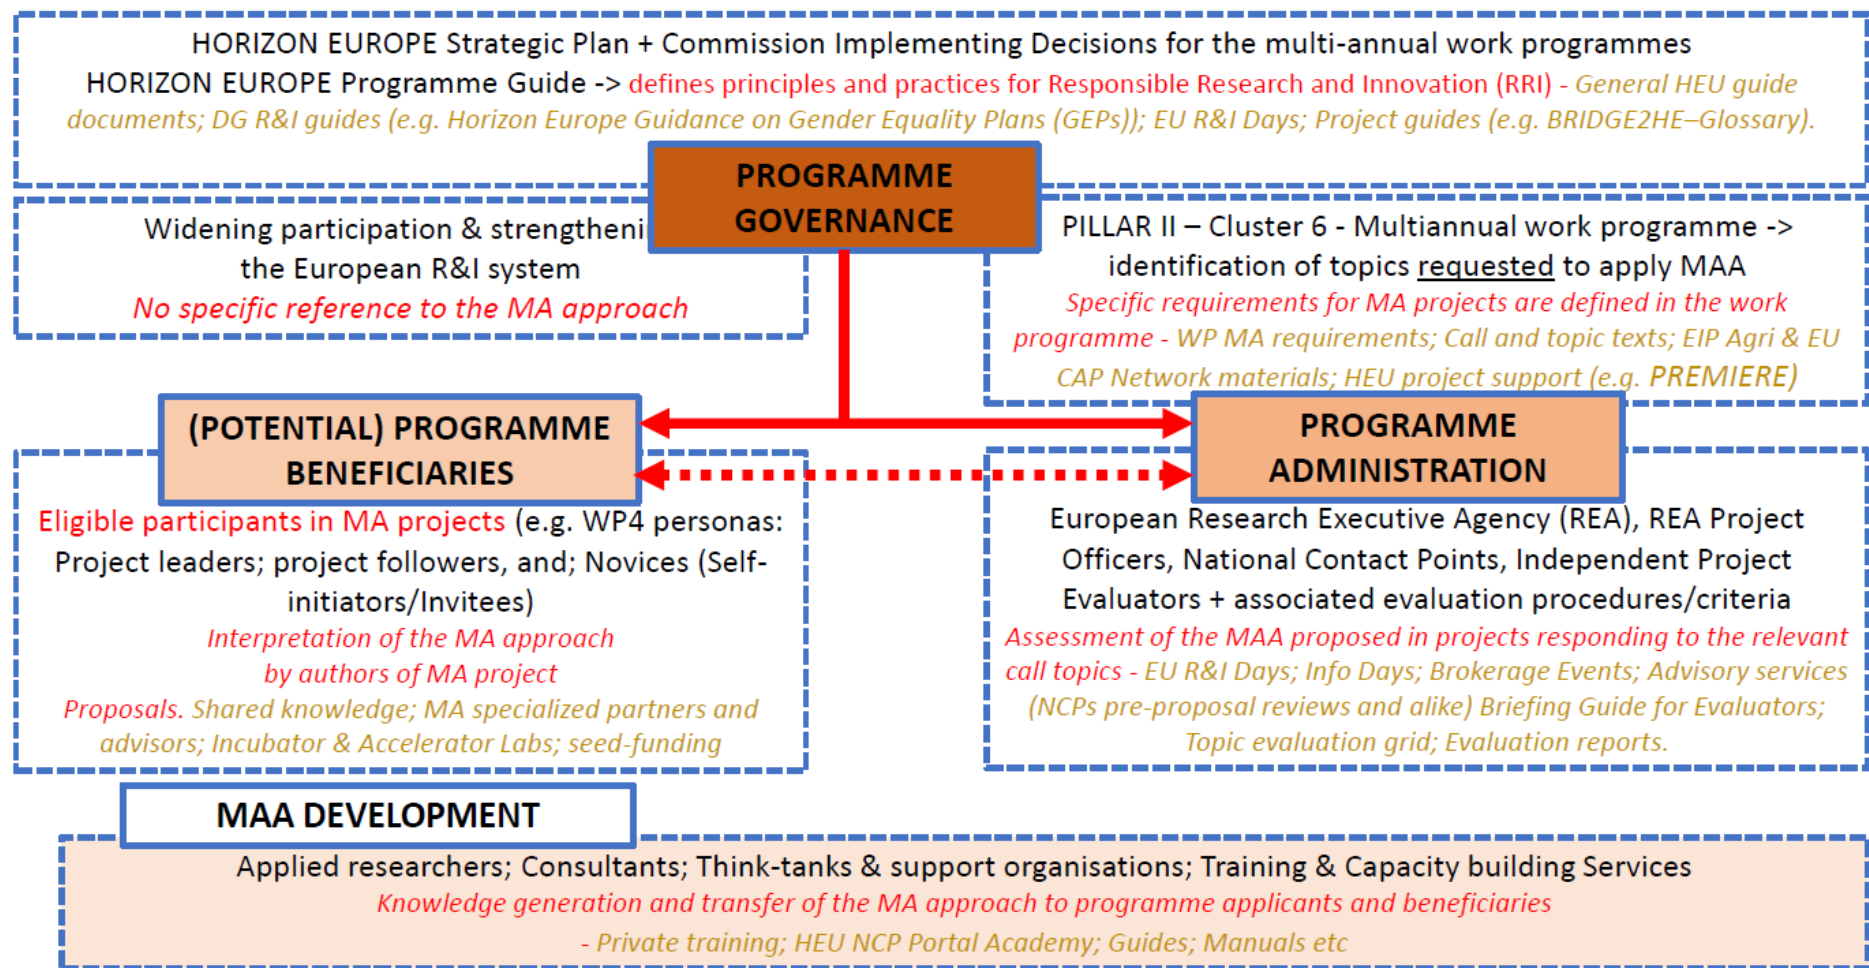 HORIZON EUROPE Strategic Plan + Commission Implementing Decisions for the multi-annual work programmes
HORIZON EUROPE Programme Guide -> defines principles and practices for Responsible Research and Innovation (RRI) - General HEU guide
documents; DG R&I guides (e.g. Horizon Europe Guidance on Gender Equality Plans (GEPs)); EU R&I Days; Project guides (e.g. BRIDGE2HE–Glossary).
PROGRAMME
GOVERNANCE
Widening participation & strengtheni
the European R&I system
No specific reference to the MA approach
PILLAR II – Cluster 6 - Multiannual work programme ->
identification of topics requested to apply MAA
Specific requirements for MA projects are defined in the work
programme - WP MA requirements; Call and topic texts; EIP Agri & EU
CAP Network materials; HEU project support (e.g. PREMIERE)
(POTENTIAL) PROGRAMME
BENEFICIARIES
Eligible participants in MA projects (e.g. WP4 personas:
Project leaders; project followers, and; Novices (Self-
initiators/Invitees)
Interpretation of the MA approach
by authors of MA project
Proposals. Shared knowledge; MA specialized partners and
advisors; Incubator & Accelerator Labs; seed-funding
PROGRAMME
ADMINISTRATION
European Research Executive Agency (REA), REA Project
Officers, National Contact Points, Independent Project
Evaluators + associated evaluation procedures/criteria
Assessment of the MAA proposed in projects responding to the relevant
call topics - EU R&I Days; Info Days; Brokerage Events; Advisory services
(NCPs pre-proposal reviews and alike) Briefing Guide for Evaluators;
Topic evaluation grid; Evaluation reports.
MAA DEVELOPMENT
Applied researchers; Consultants; Think-tanks & support organisations; Training & Capacity building Services
Knowledge generation and transfer of the MA approach to programme applicants and beneficiaries
- Private training; HEU NCP Portal Academy; Guides; Manuals etc